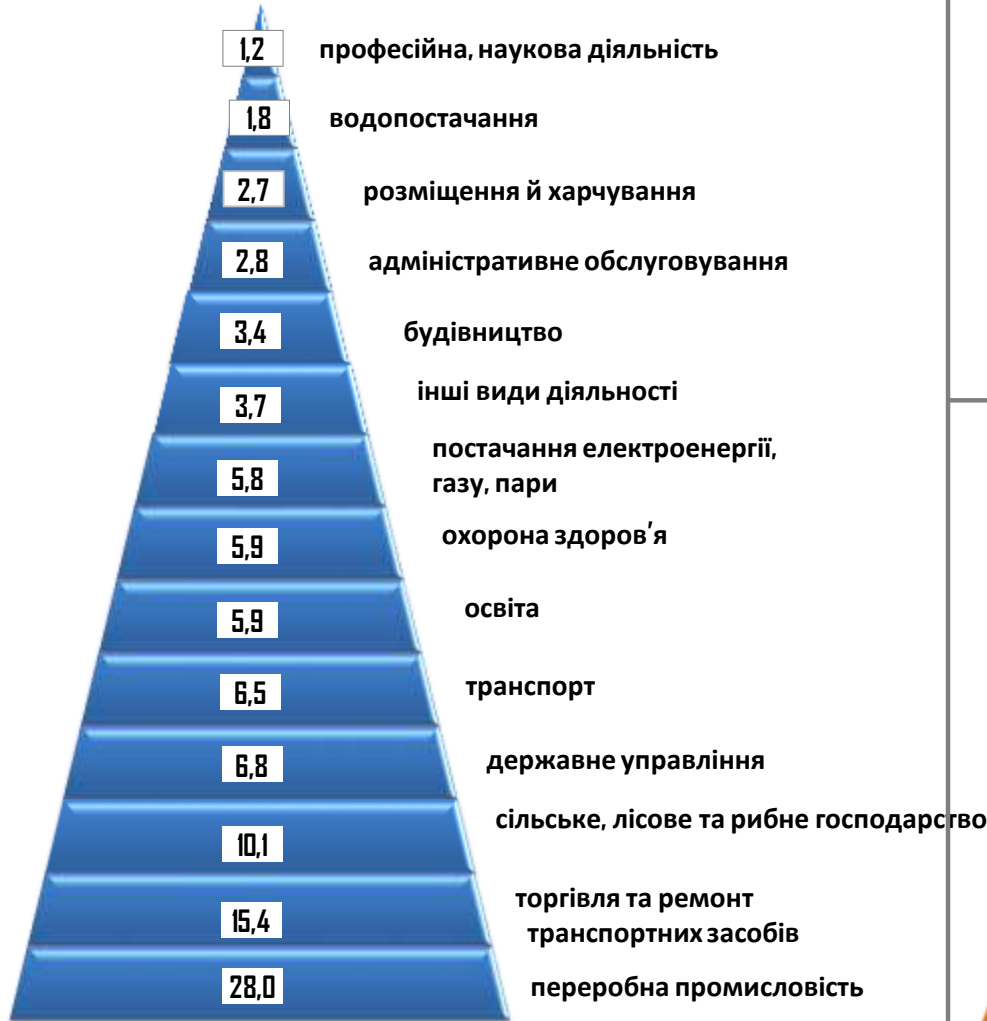 1,2 професійна, наукова діяльність
1,8 водопостачання
2,7 розміщення й харчування
2,8 адміністративне обслуговування
3,4 будівництво
3,7 інші види діяльності
постачання електроенергії,
5,8 газу, пари
5,9 охорона здоров'я
5,9 освіта
6,5 транспорт
6,8 державне управління
10,1 сільське, лісове та рибне господарство
торгівля та ремонт
15,4 транспортних засобів
28,0 переробна промисловість